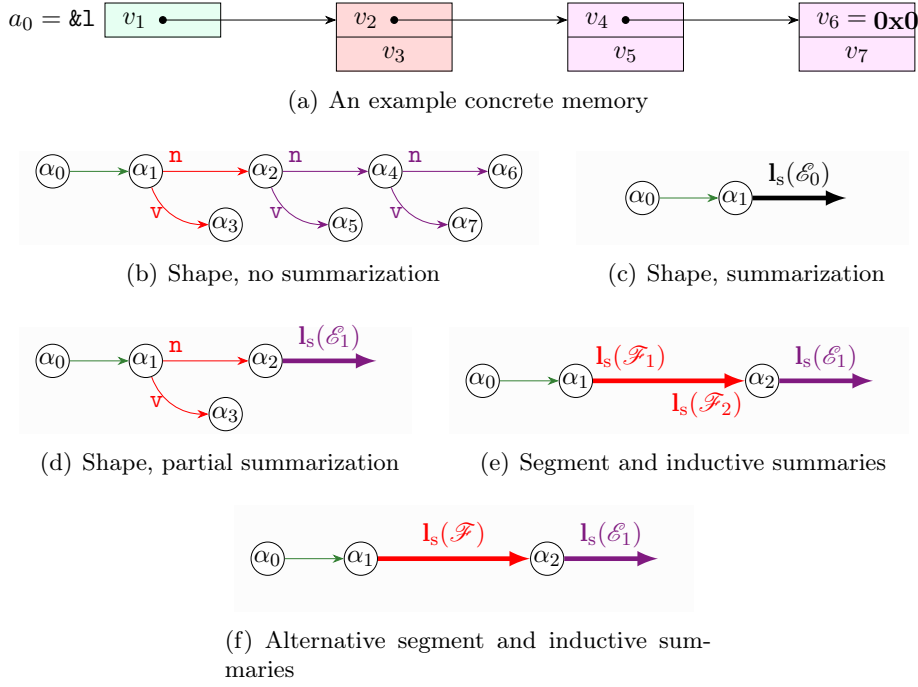 a₀ = &l v₁ v₂ v₄ v₆ = 0x0
v₃ v₅ v₇
(a) An example concrete memory
α₀ α₁ n α₂ n α₄ n α₆
v α₃ v α₅ v α₇
(b) Shape, no summarization
α₀ α₁ lₛ(ℰ₀)
(c) Shape, summarization
α₀ α₁ n α₂ lₛ(ℰ₁)
v α₃
(d) Shape, partial summarization
α₀ α₁ lₛ(ℱ₁) lₛ(ℱ₂) α₂ lₛ(ℰ₁)
(e) Segment and inductive summaries
α₀ α₁ lₛ(ℱ) α₂ lₛ(ℰ₁)
(f) Alternative segment and inductive sum-
maries